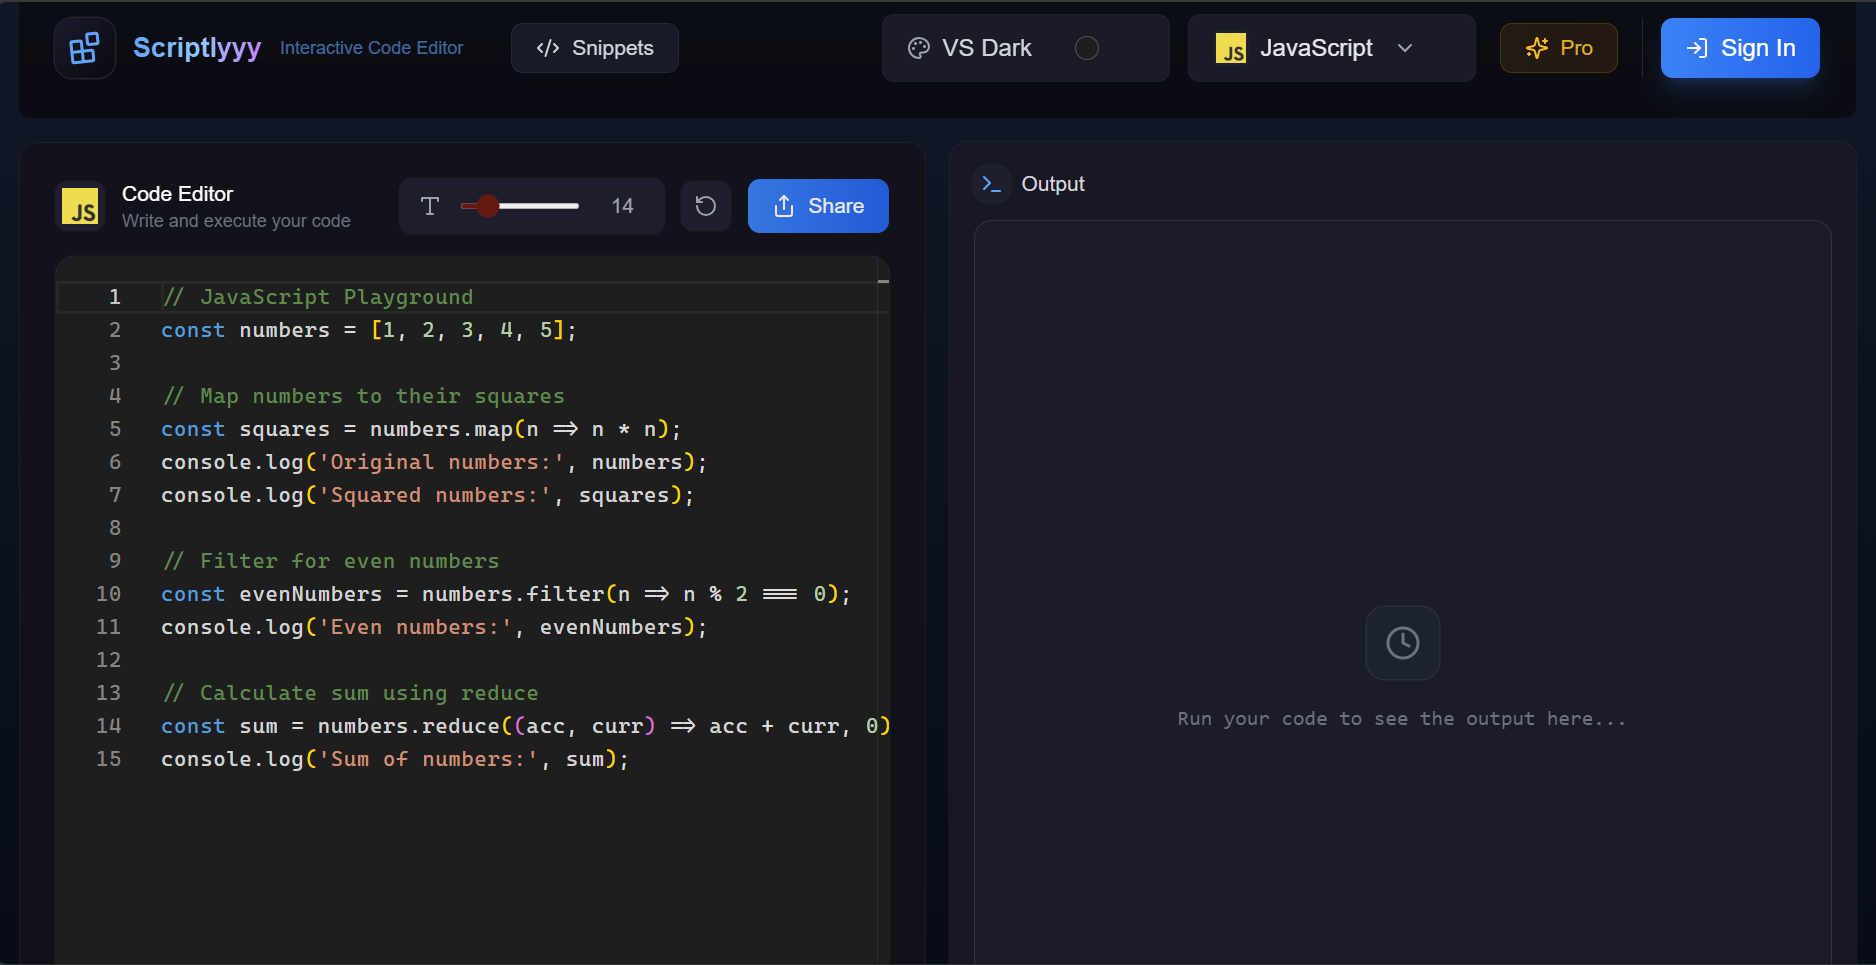 Scriptlyyy
Interactive Code Editor
Snippets
VS Dark
JS
JavaScript
Pro
Sign In
JS
Code Editor
Write and execute your code
14
Share
1 // JavaScript Playground
2 const numbers = [1, 2, 3, 4, 5];
3
4 // Map numbers to their squares
5 const squares = numbers.map(n => n * n);
6 console.log('Original numbers:', numbers);
7 console.log('Squared numbers:', squares);
8
9 // Filter for even numbers
10 const evenNumbers = numbers.filter(n => n % 2 === 0);
11 console.log('Even numbers:', evenNumbers);
12
13 // Calculate sum using reduce
14 const sum = numbers.reduce((acc, curr) => acc + curr, 0)
15 console.log('Sum of numbers:', sum);
Output
Run your code to see the output here...